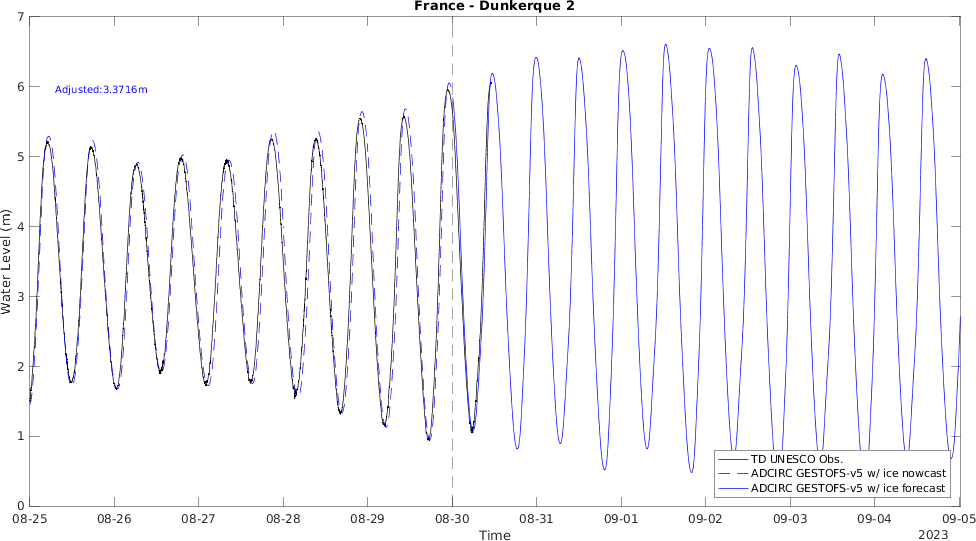 France - Dunkerque 2
7
6
5
4
3
2
1
0
Water Level (m)
Adjusted:3.3716m
TD UNESCO Obs.
ADCIRC GESTOFS-v5 w/ ice nowcast
ADCIRC GESTOFS-v5 w/ ice forecast
08-25 08-26 08-27 08-28 08-29 08-30 08-31 09-01 09-02 09-03 09-04 09-05
Time
2023